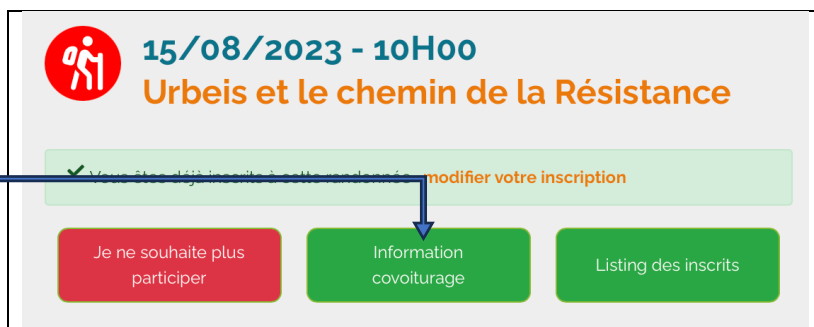 15/08/2023 - 10H00
Urbeis et le chemin de la Résistance
Vous êtes déjà inscrits à cette randonnée modifier votre inscription
Je ne souhaite plus
participer
Information
covoiturage
Listing des inscrits